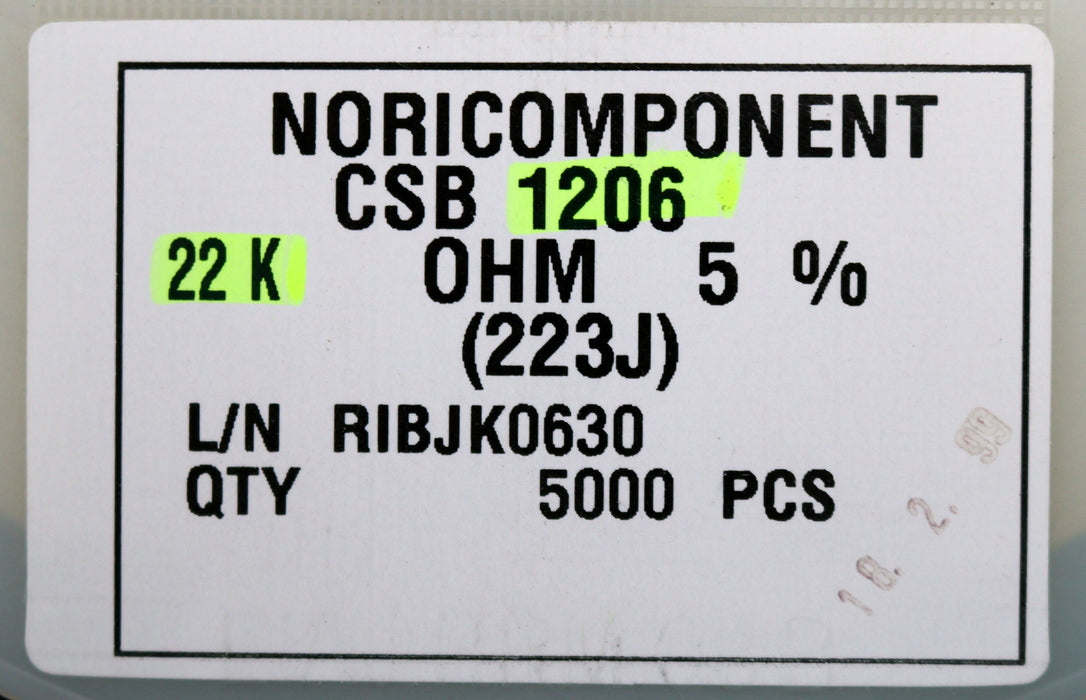 NORICOMPONENT
CSB 1206
22 K OHM 5 %
(223J)
L/N RIBJK0630
QTY 5000 PCS
18. 2. 99